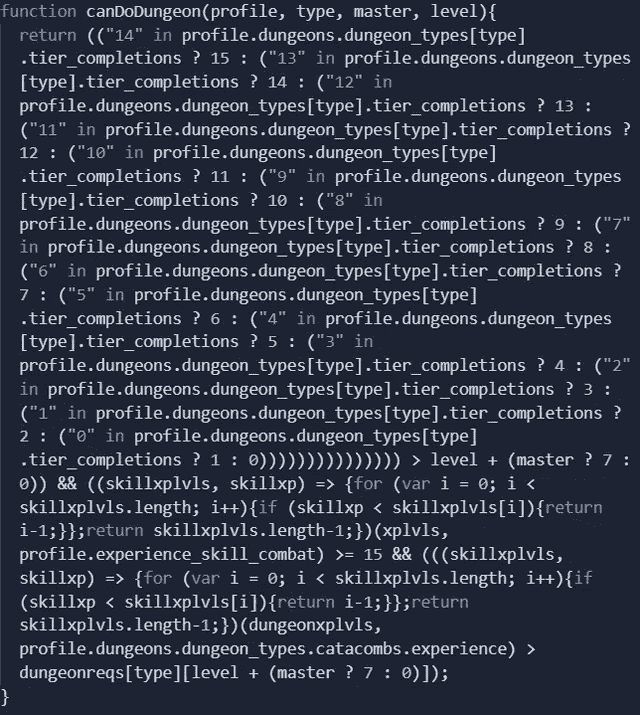 function canDoDungeon(profile, type, master, level){
return (("14" in profile.dungeons.dungeon_types[type]
.tier_completions ? 15 : ("13" in profile.dungeons.dungeon_types
[type].tier_completions ? 14 : ("12" in
profile.dungeons.dungeon_types[type].tier_completions ? 13 :
("11" in profile.dungeons.dungeon_types[type].tier_completions ?
12 : ("10" in profile.dungeons.dungeon_types[type]
.tier_completions ? 11 : ("9" in profile.dungeons.dungeon_types
[type].tier_completions ? 10 : ("8" in
profile.dungeons.dungeon_types[type].tier_completions ? 9 : ("7"
in profile.dungeons.dungeon_types[type].tier_completions ? 8 :
("6" in profile.dungeons.dungeon_types[type].tier_completions ?
7 : ("5" in profile.dungeons.dungeon_types[type]
.tier_completions ? 6 : ("4" in profile.dungeons.dungeon_types
[type].tier_completions ? 5 : ("3" in
profile.dungeons.dungeon_types[type].tier_completions ? 4 : ("2"
in profile.dungeons.dungeon_types[type].tier_completions ? 3 :
("1" in profile.dungeons.dungeon_types[type].tier_completions ?
2 : ("0" in profile.dungeons.dungeon_types[type]
.tier_completions ? 1 : 0))))))))))))))) > level + (master ? 7 :
0)) && ((skillxplvls, skillxp) => {for (var i = 0; i <
skillxplvls.length; i++){if (skillxp < skillxplvls[i]){return
i-1;}};return skillxplvls.length-1;})(xplvls,
profile.experience_skill_combat) >= 15 && (((skillxplvls,
skillxp) => {for (var i = 0; i < skillxplvls.length; i++){if
(skillxp < skillxplvls[i]){return i-1;}};return
skillxplvls.length-1;})(dungeonxplvls,
profile.dungeons.dungeon_types.catacombs.experience) >
dungeonreqs[type][level + (master ? 7 : 0)]);
}